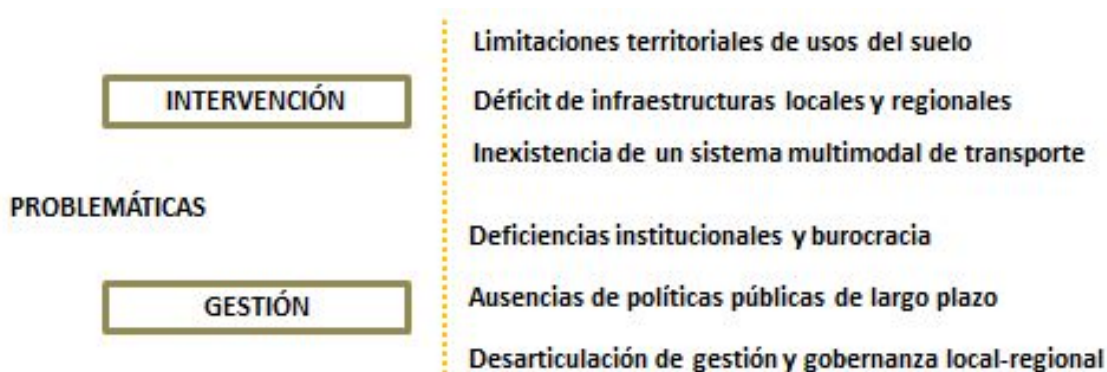 Limitaciones territoriales de usos del suelo
INTERVENCIÓN
Déficit de infraestructuras locales y regionales
Inexistencia de un sistema multimodal de transporte
PROBLEMÁTICAS
Deficiencias institucionales y burocracia
GESTIÓN
Ausencias de políticas públicas de largo plazo
Desarticulación de gestión y gobernanza local-regional